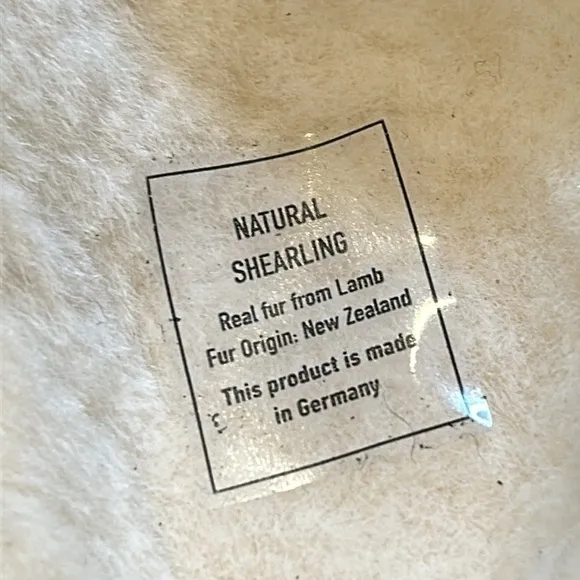 NATURAL
SHEARLING
Real fur from Lamb
Fur Origin: New Zealand
This product is made
in Germany